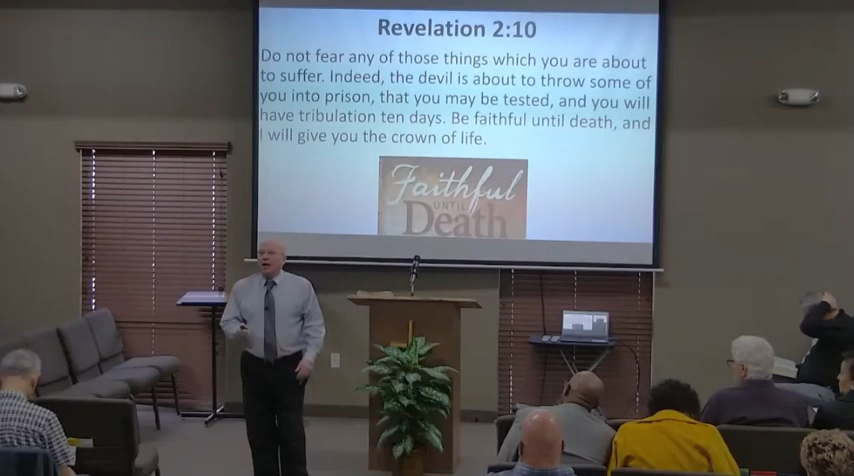 Revelation 2:10
Do not fear any of those things which you are about
to suffer. Indeed, the devil is about to throw some of
you into prison, that you may be tested, and you will
have tribulation ten days. Be faithful until death, and
I will give you the crown of life.
Faithful
UNTIL
Death